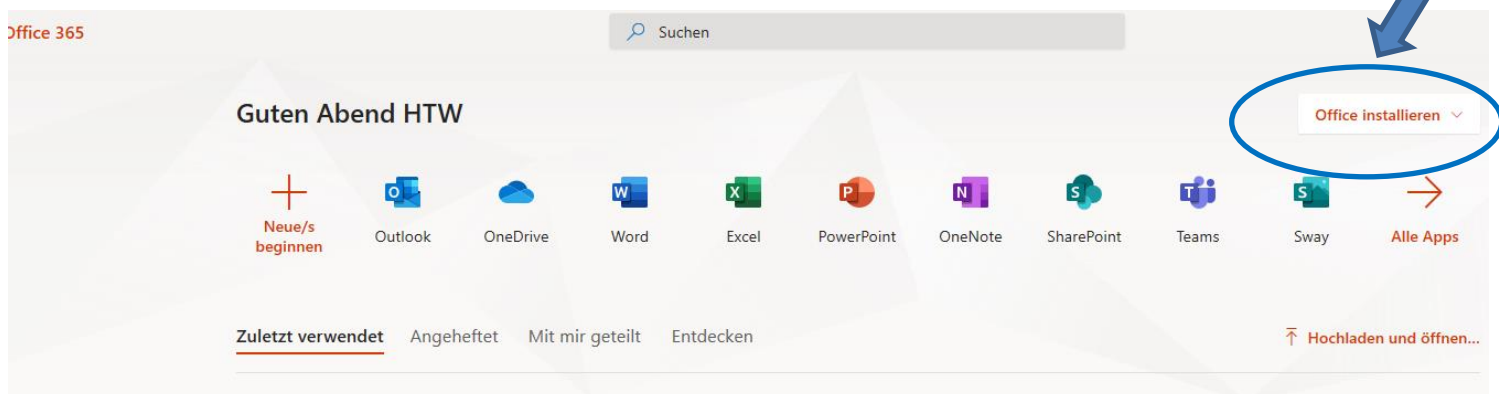 Office 365
Suchen
Guten Abend HTW
Office installieren
Neue/s
beginnen
Outlook
OneDrive
Word
Excel
PowerPoint
OneNote
SharePoint
Teams
Sway
Alle Apps
Zuletzt verwendet Angeheftet Mit mir geteilt Entdecken
Hochladen und öffnen...